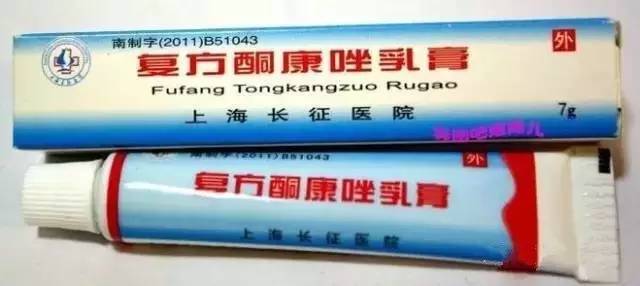 南制字(2011)B51043
外
复方酮康唑乳膏
Fufang Tongkangzuo Rugao
上海长征医院
7g
南制字(2011)B51043
外
复方酮康唑乳膏
上海长征医院